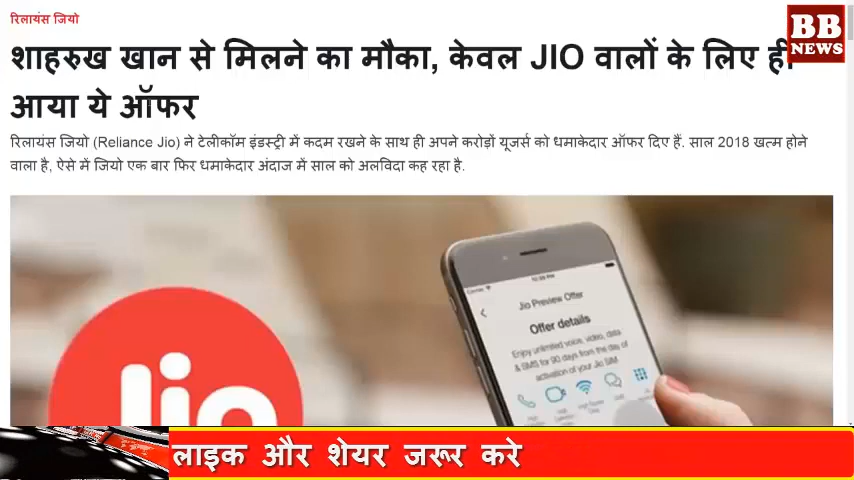 रिलायंस जियो
BB
NEWS
शाहरुख खान से मिलने का मौका, केवल JIO वालों के लिए ही
आया ये ऑफर
रिलायंस जियो (Reliance Jio) ने टेलीकॉम इंडस्ट्री में कदम रखने के साथ ही अपने करोड़ों यूजर्स को धमाकेदार ऑफर दिए हैं. साल 2018 खत्म होने
वाला है, ऐसे में जियो एक बार फिर धमाकेदार अंदाज में साल को अलविदा कह रहा है.
Jio Preview Offer
Offer details
Enjoy unlimited voice, video, data
& SMS for 90 days from the day of
activation of your Jio SIM
Jio
लाइक और शेयर जरूर करे